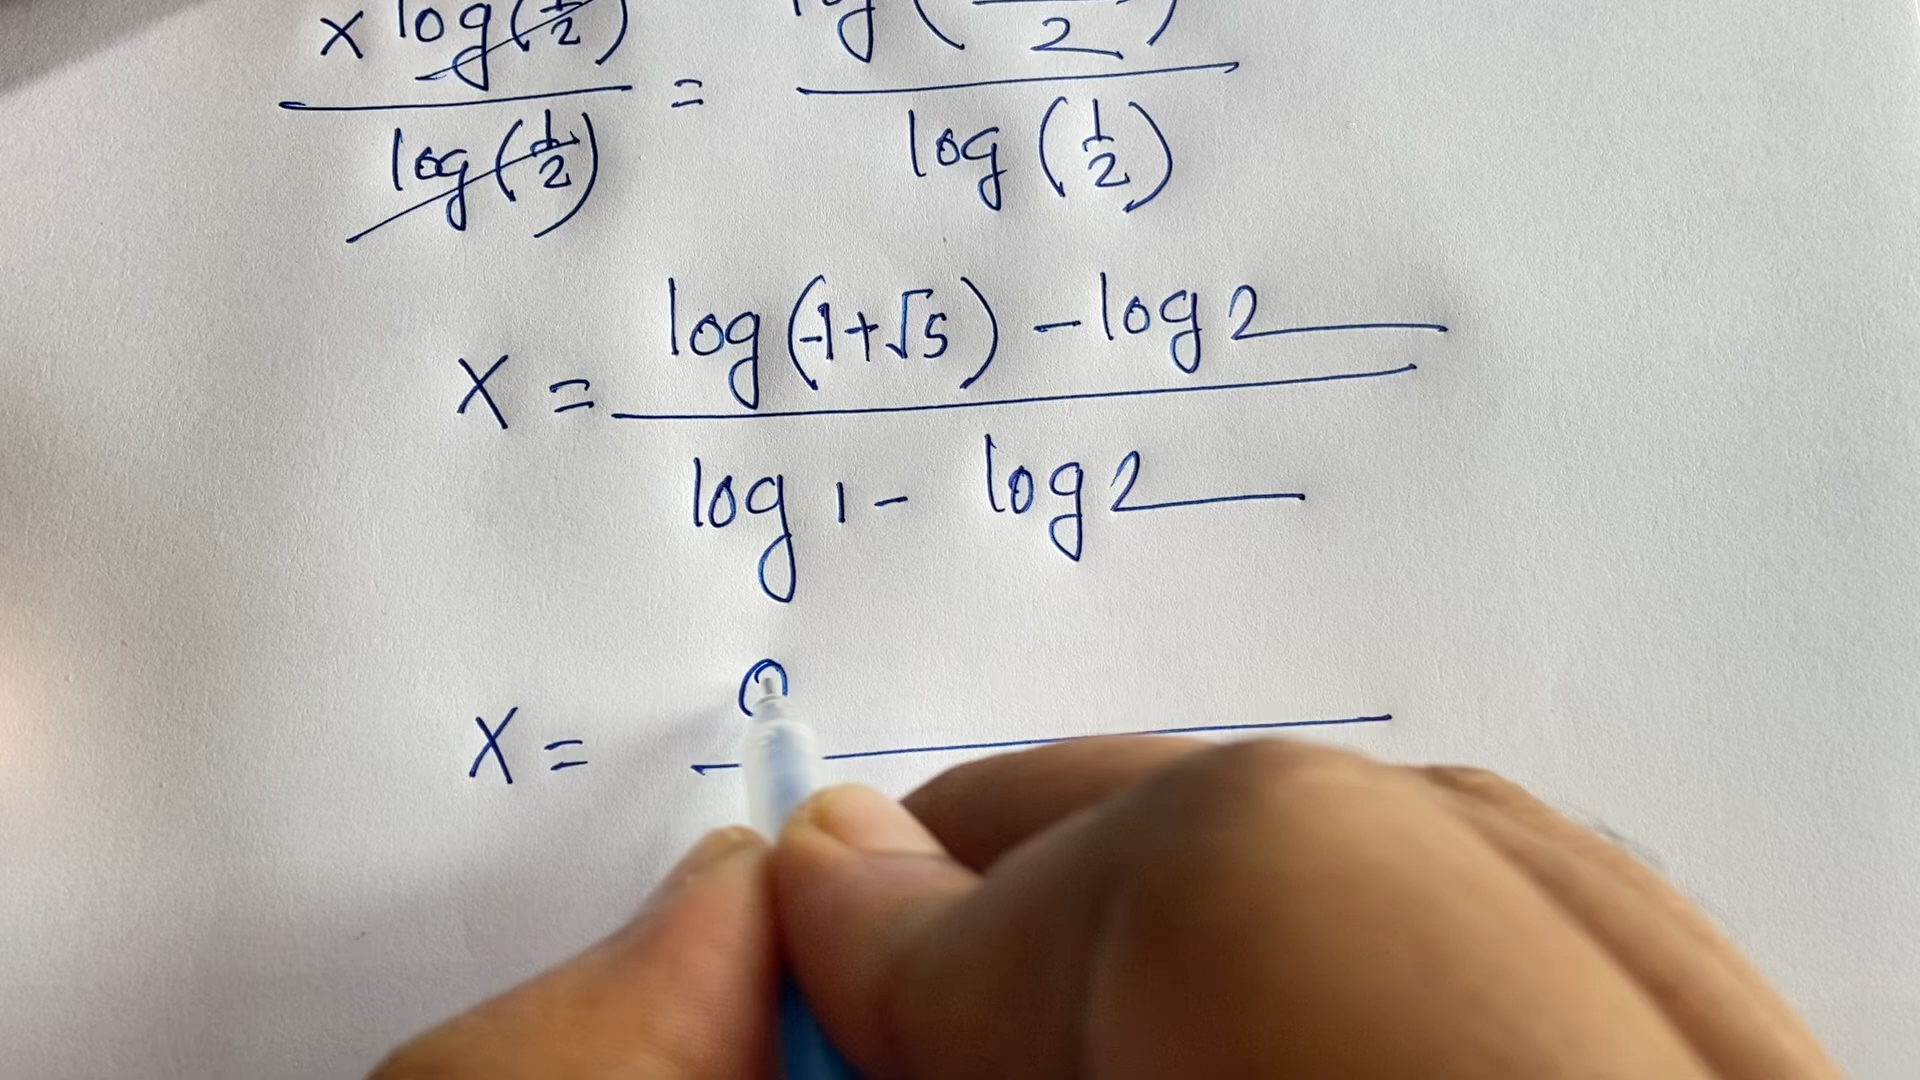 x log(1/2) / log(1/2) = log( /2) / log(1/2)
x = log(-1+√5) - log 2 / log 1 - log 2
x =